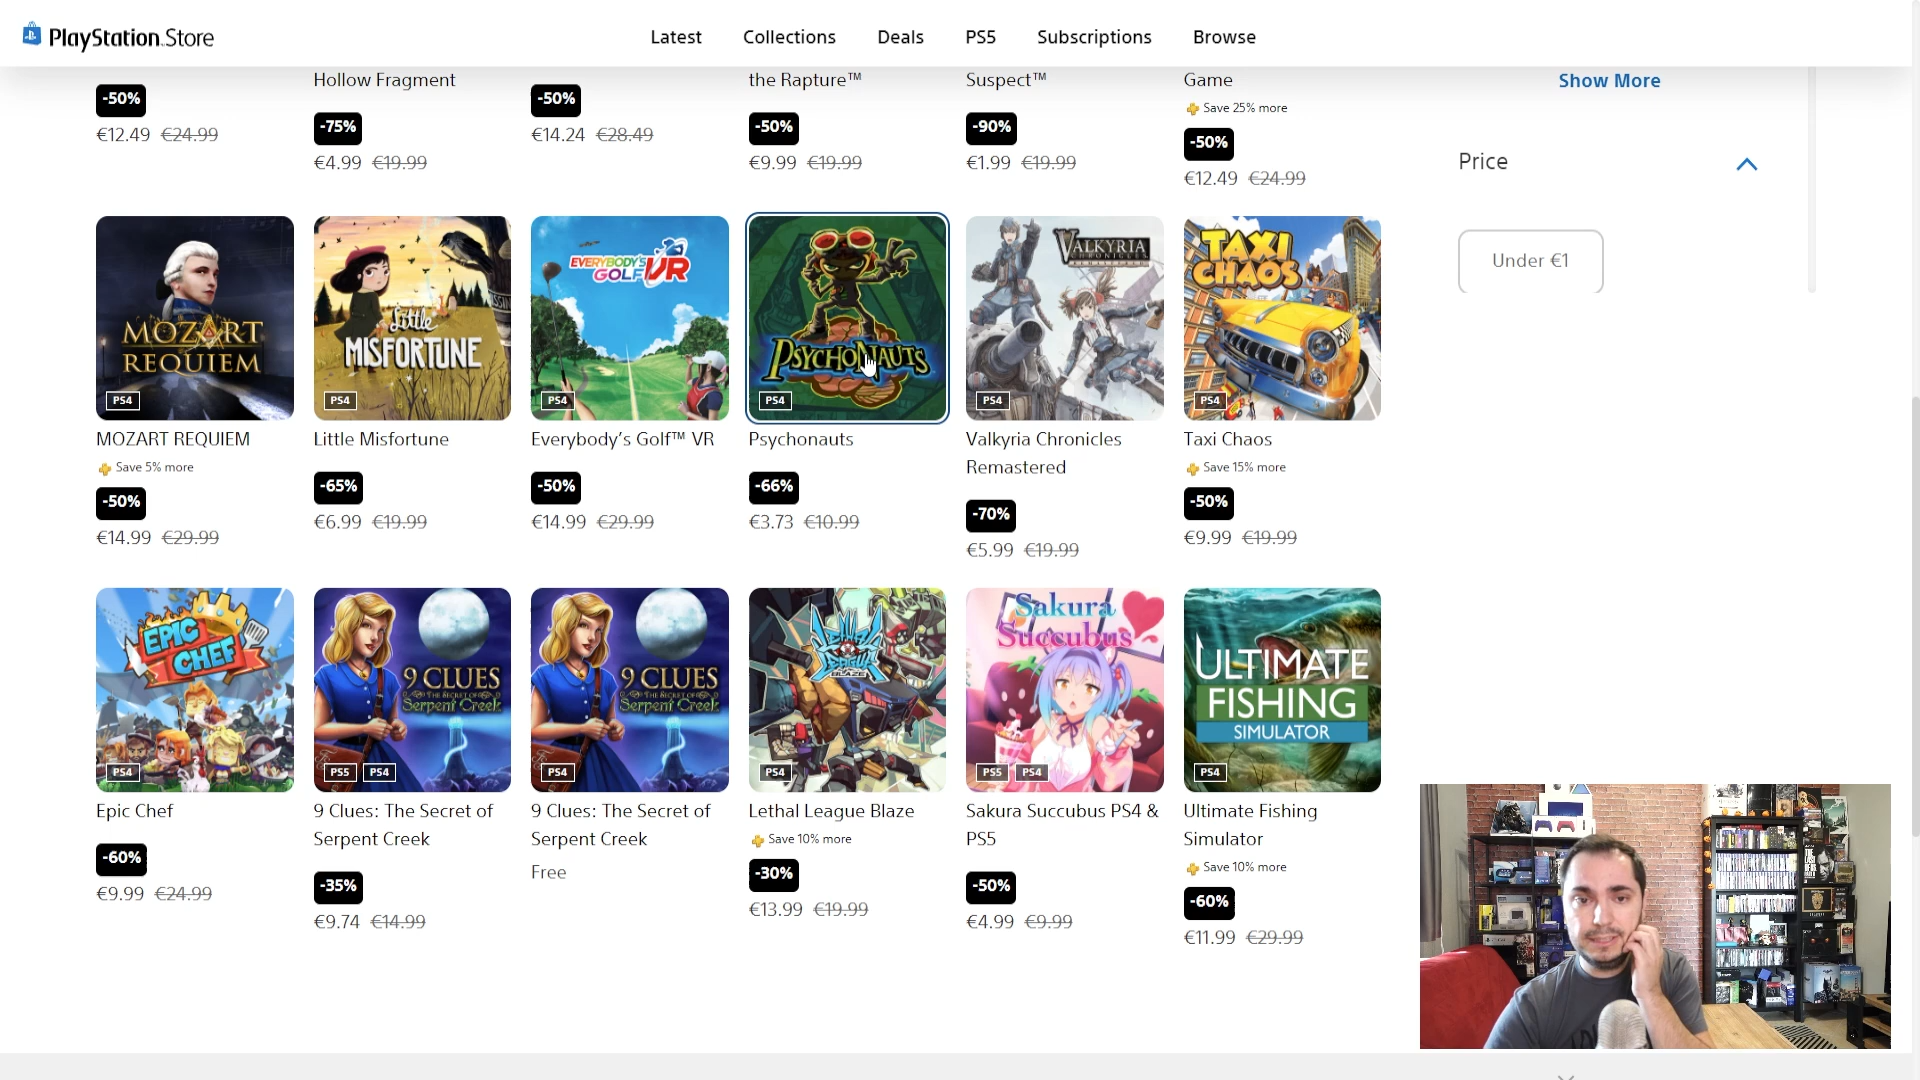 PlayStation Store
Latest
Collections
Deals
PS5
Subscriptions
Browse
-50%
€12.49 €24.99
Hollow Fragment
-75%
€4.99 €19.99
-50%
€14.24 €28.49
the Rapture™
-50%
€9.99 €19.99
Suspect™
-90%
€1.99 €19.99
Game
Save 25% more
-50%
€12.49 €24.99
Show More
Price
Under €1
MOZART
REQUIEM
PS4
MOZART REQUIEM
Save 5% more
-50%
€14.99 €29.99
Little
MISFORTUNE
PS4
Little Misfortune
-65%
€6.99 €19.99
EVERYBODY'S
GOLF VR
PS4
Everybody's Golf™ VR
-50%
€14.99 €29.99
PSYCHONAUTS
PS4
Psychonauts
-66%
€3.73 €10.99
VALKYRIA
CHRONICLES
PS4
Valkyria Chronicles
Remastered
-70%
€5.99 €19.99
TAXI
CHAOS
PS4
Taxi Chaos
Save 15% more
-50%
€9.99 €19.99
EPIC
CHEF
PS4
Epic Chef
-60%
€9.99 €24.99
9 CLUES
THE SECRET OF
Serpent Creek
PS5 PS4
9 Clues: The Secret of
Serpent Creek
-35%
€9.74 €14.99
9 CLUES
THE SECRET OF
Serpent Creek
PS4
9 Clues: The Secret of
Serpent Creek
Free
LETHAL
LEAGUE
BLAZE
PS4
Lethal League Blaze
Save 10% more
-30%
€13.99 €19.99
Sakura
Succubus
PS5 PS4
Sakura Succubus PS4 &
PS5
-50%
€4.99 €9.99
ULTIMATE
FISHING
SIMULATOR
PS4
Ultimate Fishing
Simulator
Save 10% more
-60%
€11.99 €29.99